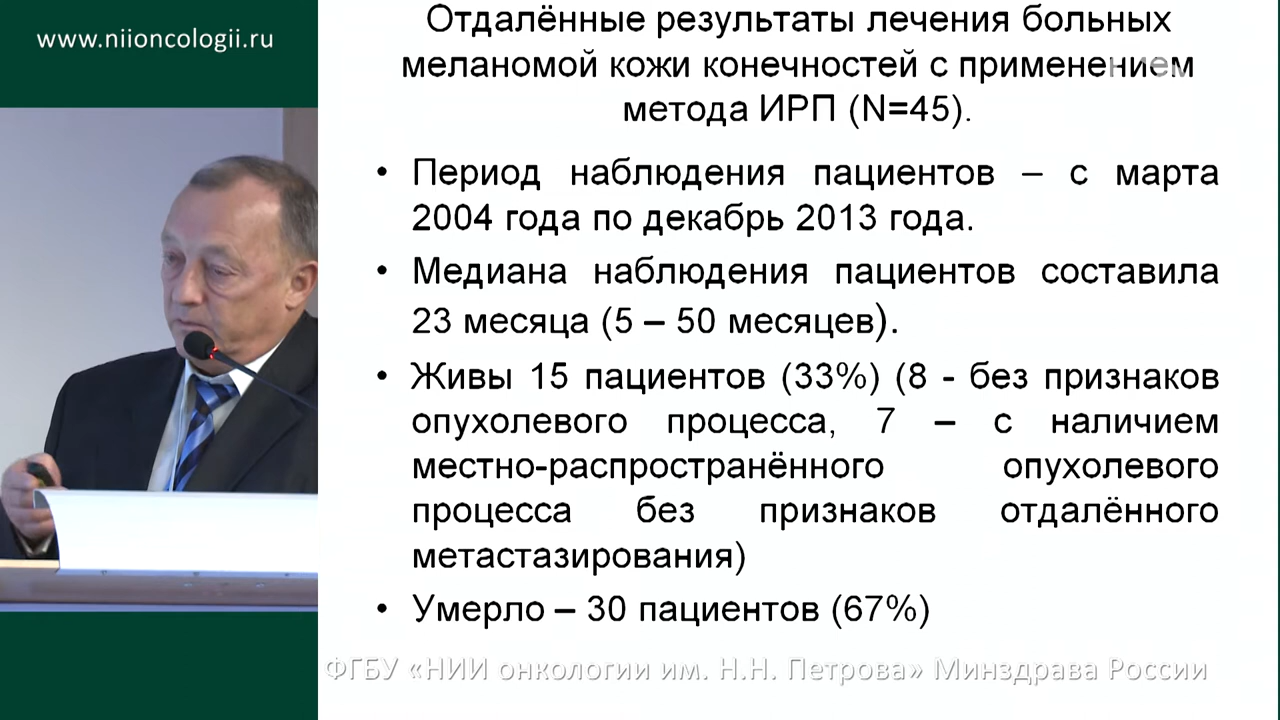 www.niioncologii.ru
Отдалённые результаты лечения больных
меланомой кожи конечностей с применением
метода ИРП (N=45).
• Период наблюдения пациентов – с марта
2004 года по декабрь 2013 года.
• Медиана наблюдения пациентов составила
23 месяца (5 – 50 месяцев).
• Живы 15 пациентов (33%) (8 - без признаков
опухолевого процесса, 7 – с наличием
местно-распространённого опухолевого
процесса без признаков отдалённого
метастазирования)
• Умерло – 30 пациентов (67%)
ФГБУ «НИИ онкологии им. Н.Н. Петрова» Минздрава России